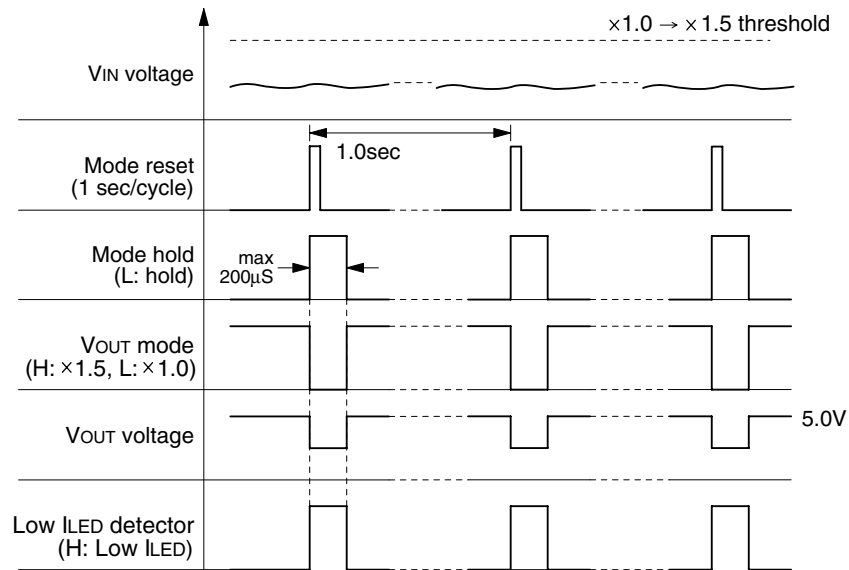 ×1.0 → ×1.5 threshold
VIN voltage
1.0sec
Mode reset
(1 sec/cycle)
Mode hold
(L: hold)
max
200µS
VOUT mode
(H: ×1.5, L: ×1.0)
VOUT voltage
5.0V
Low ILED detector
(H: Low ILED)